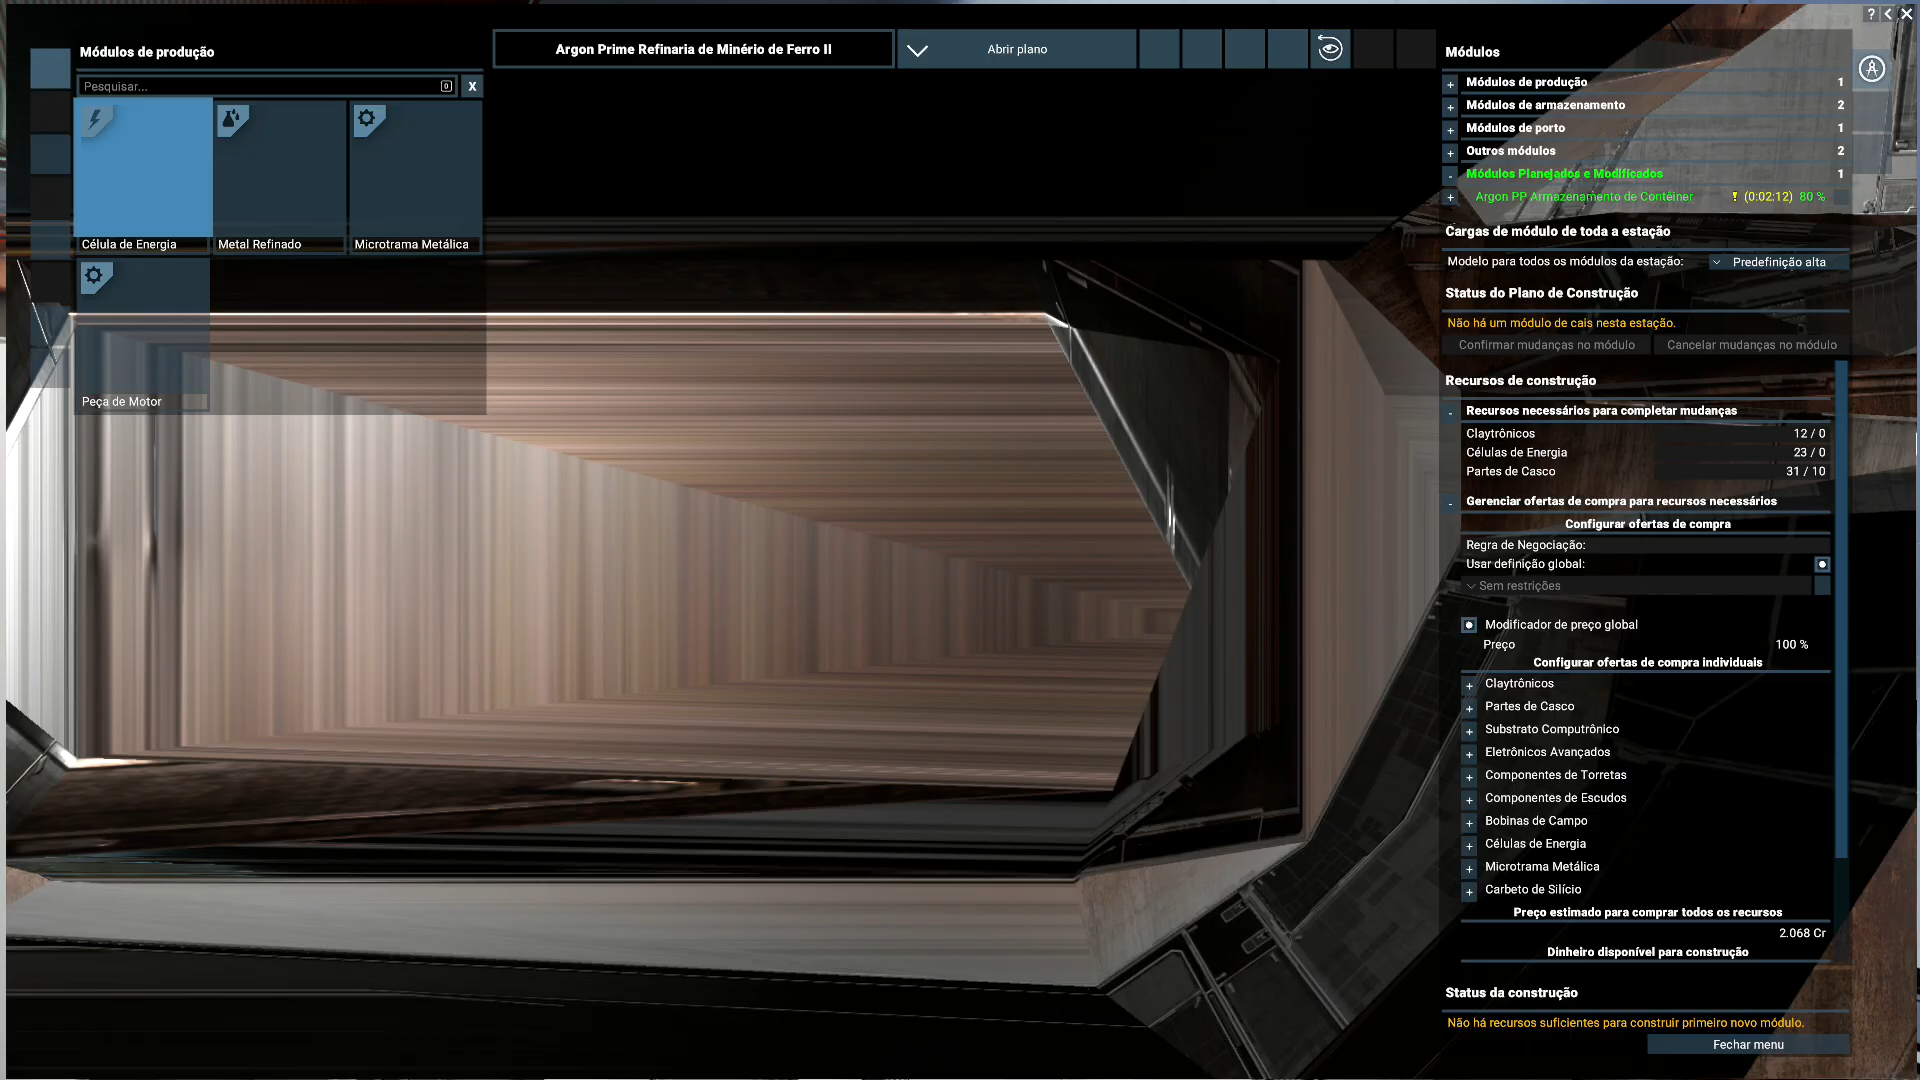 Módulos de produção
Pesquisar...
0
X
Célula de Energia
Metal Refinado
Microtrama Metálica
Peça de Motor
Argon Prime Refinaria de Minério de Ferro II
Abrir plano
? < X
Módulos
+ Módulos de produção 1
+ Módulos de armazenamento 2
+ Módulos de porto 1
+ Outros módulos 2
- Módulos Planejados e Modificados 1
+ Argon PP Armazenamento de Contêiner ! (0:02:12) 80 %
Cargas de módulo de toda a estação
Modelo para todos os módulos da estação: Predefinição alta
Status do Plano de Construção
Não há um módulo de cais nesta estação.
Confirmar mudanças no módulo Cancelar mudanças no módulo
Recursos de construção
- Recursos necessários para completar mudanças
Claytrônicos 12 / 0
Células de Energia 23 / 0
Partes de Casco 31 / 10
- Gerenciar ofertas de compra para recursos necessários
Configurar ofertas de compra
Regra de Negociação:
Usar definição global:
Sem restrições
Modificador de preço global
Preço 100 %
Configurar ofertas de compra individuais
+ Claytrônicos
+ Partes de Casco
+ Substrato Computrônico
+ Eletrônicos Avançados
+ Componentes de Torretas
+ Componentes de Escudos
+ Bobinas de Campo
+ Células de Energia
+ Microtrama Metálica
+ Carbeto de Silício
Preço estimado para comprar todos os recursos
2.068 Cr
Dinheiro disponível para construção
Status da construção
Não há recursos suficientes para construir primeiro novo módulo.
Fechar menu